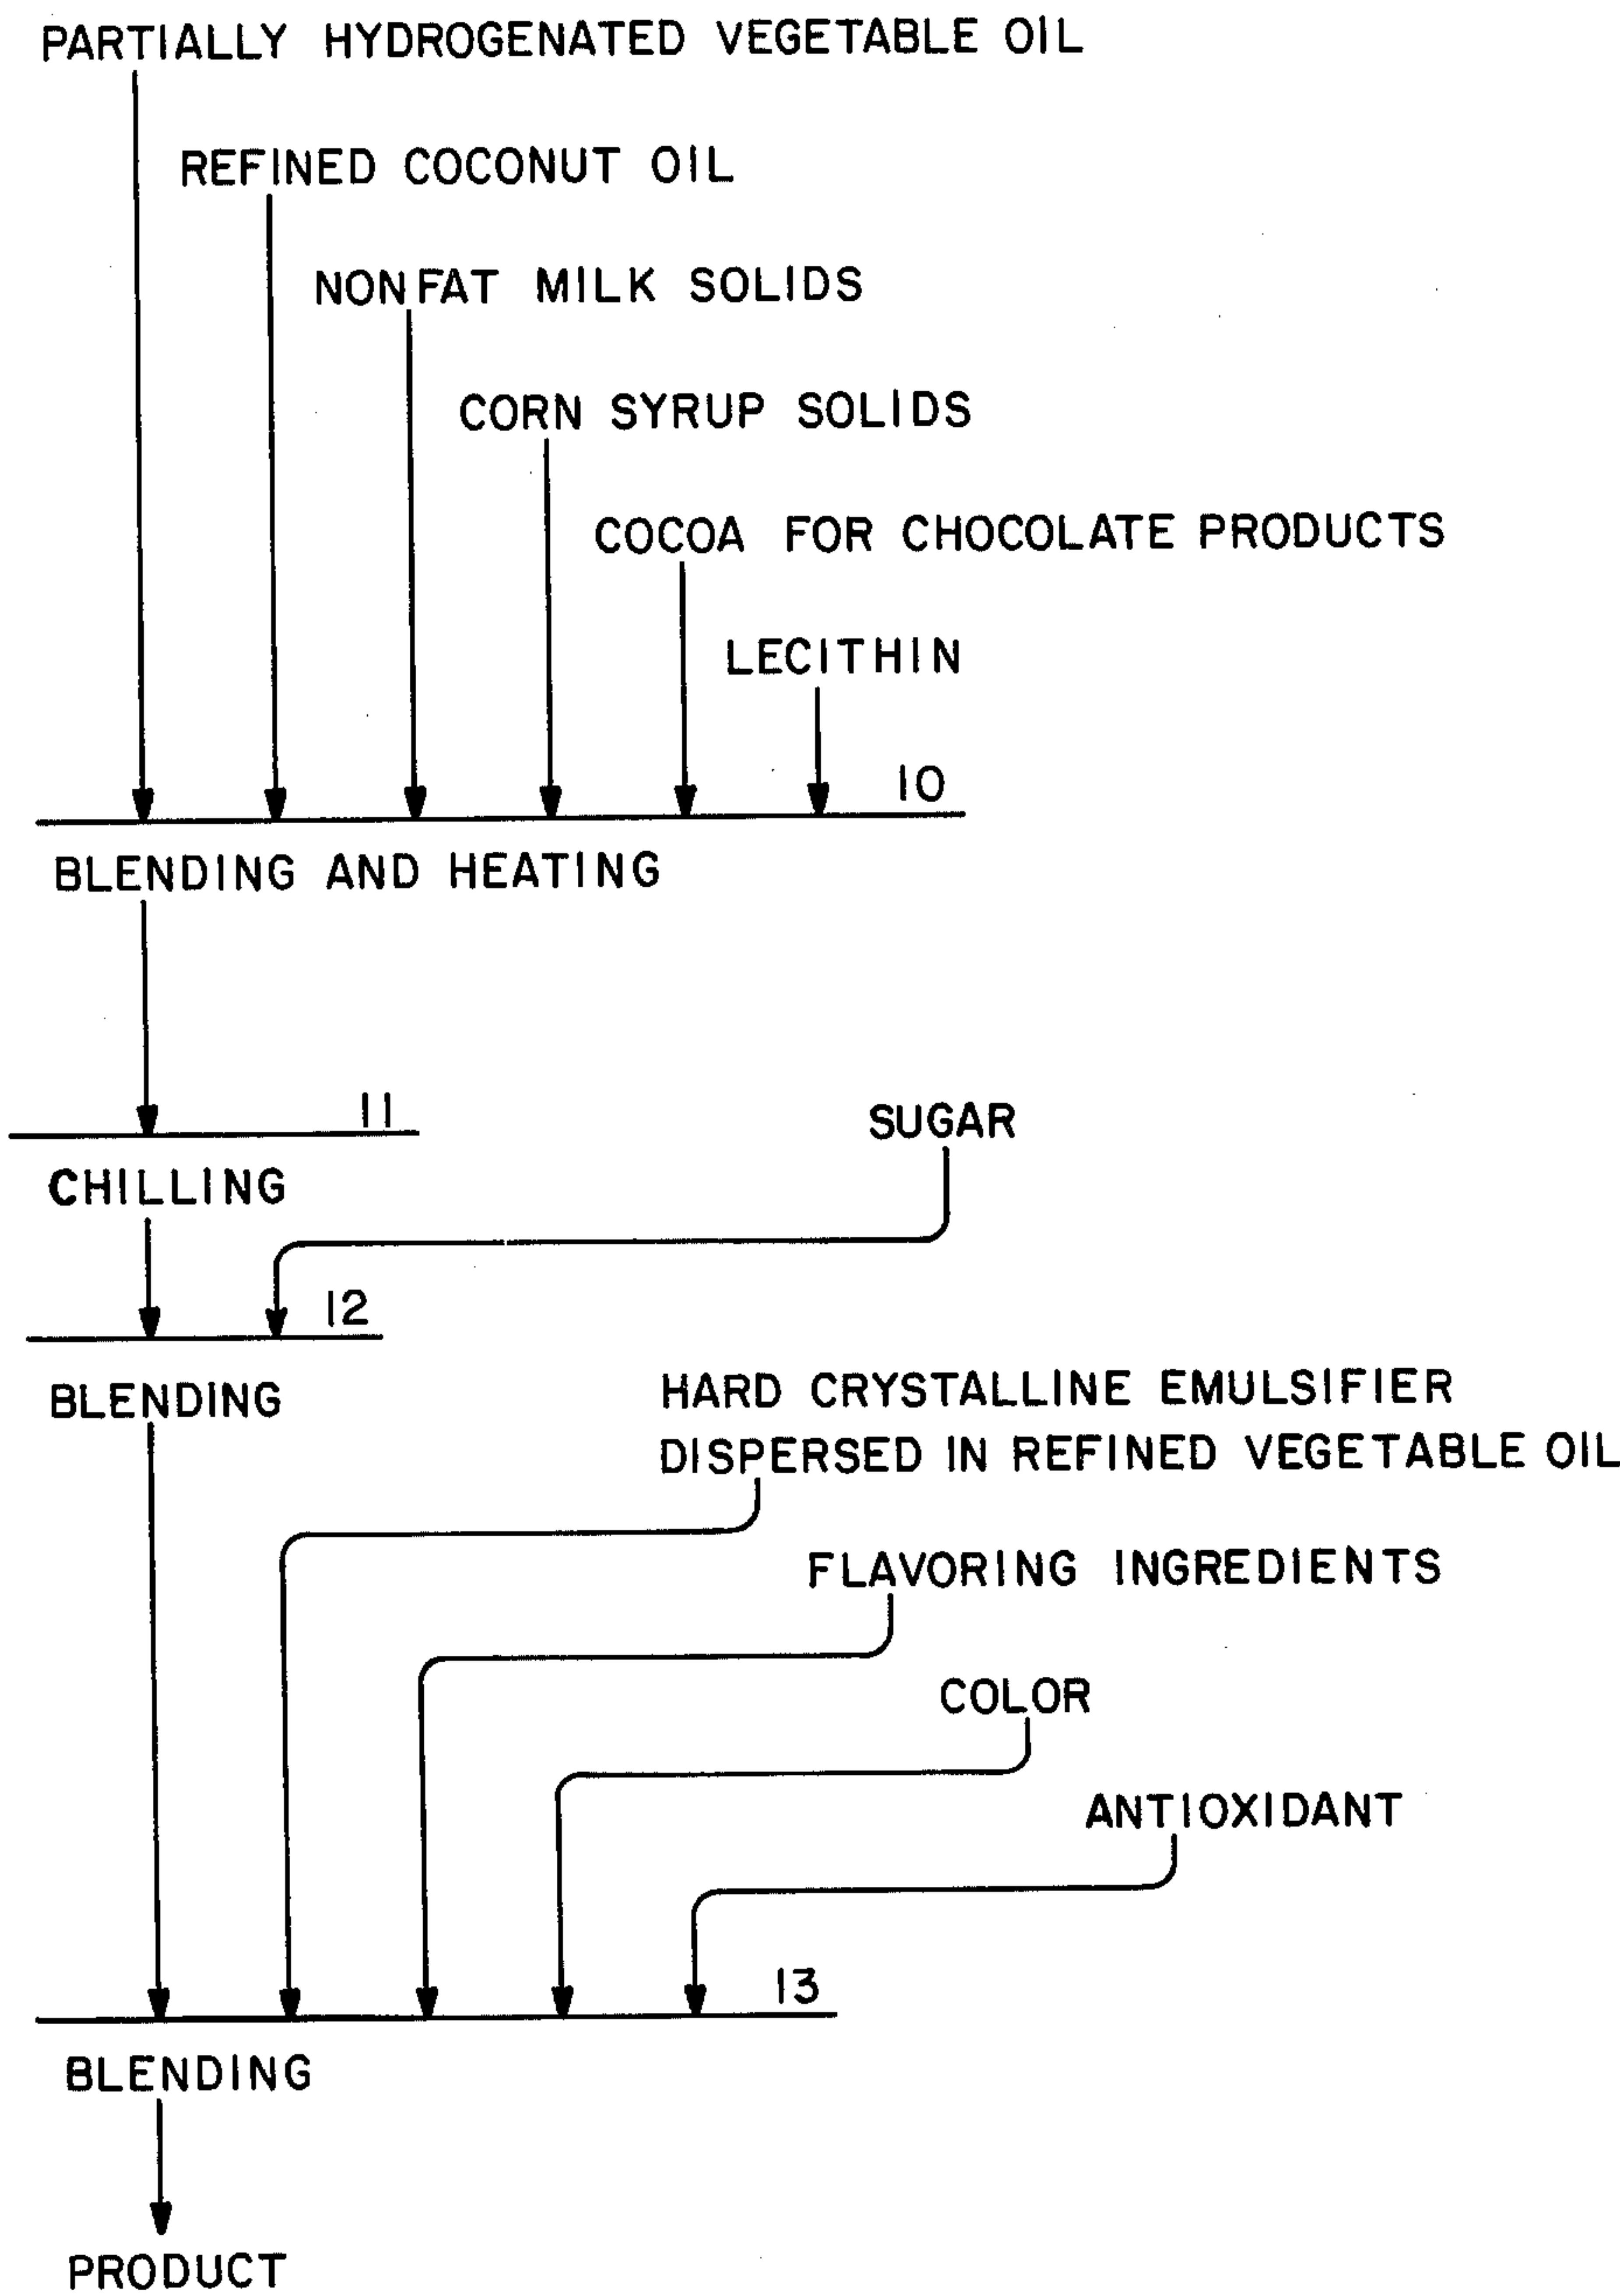 PARTIALLY HYDROGENATED VEGETABLE OIL
REFINED COCONUT OIL
NONFAT MILK SOLIDS
CORN SYRUP SOLIDS
COCOA FOR CHOCOLATE PRODUCTS
LECITHIN
10
BLENDING AND HEATING
11
SUGAR
CHILLING
12
BLENDING
HARD CRYSTALLINE EMULSIFIER
DISPERSED IN REFINED VEGETABLE OIL
FLAVORING INGREDIENTS
COLOR
ANTIOXIDANT
13
BLENDING
PRODUCT